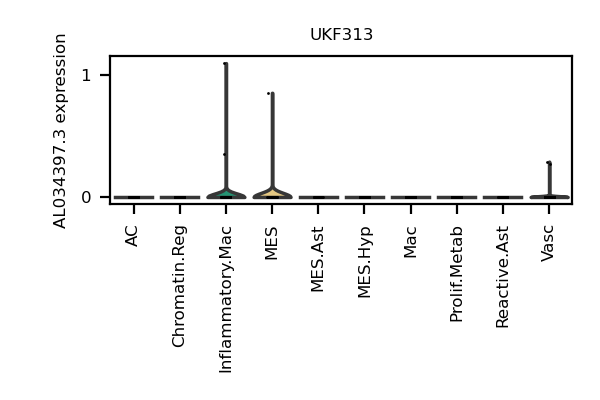 UKF313
AL034397.3 expression
1
0
AC
Chromatin.Reg
Inflammatory.Mac
MES
MES.Ast
MES.Hyp
Mac
Prolif.Metab
Reactive.Ast
Vasc